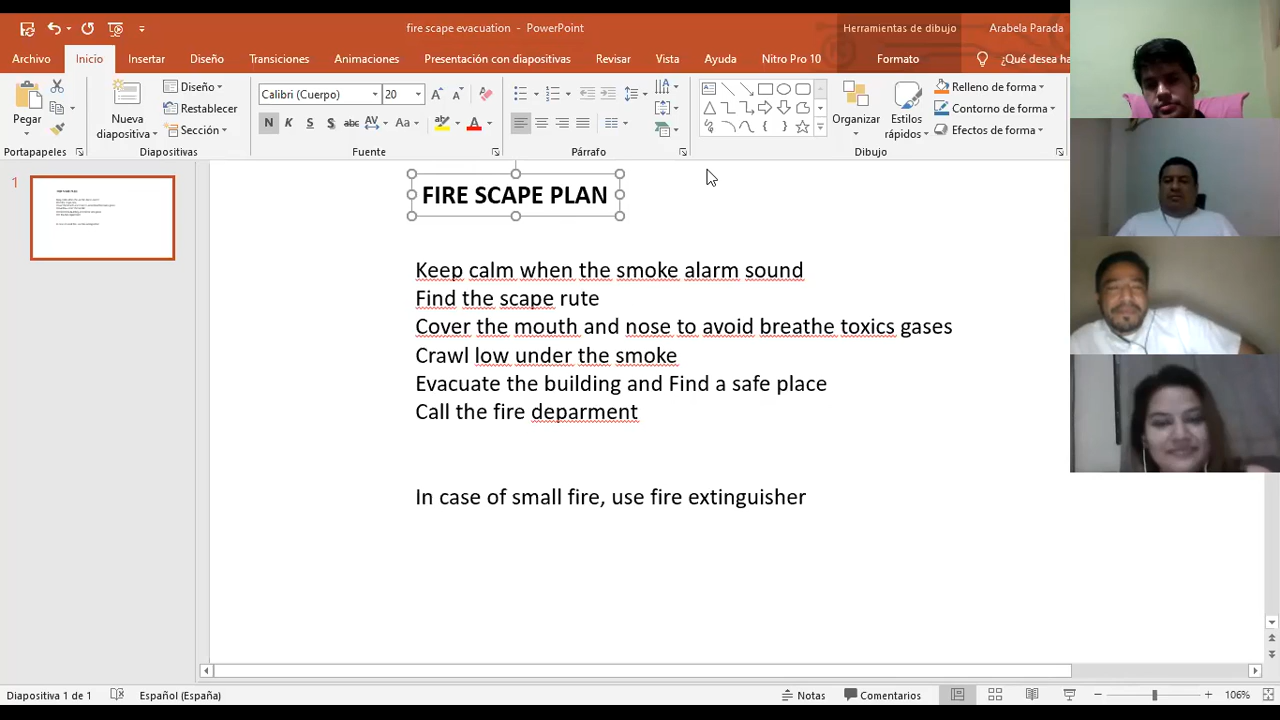 fire scape evacuation - PowerPoint
Herramientas de dibujo
Arabela Parada
Archivo
Inicio
Insertar
Diseño
Transiciones
Animaciones
Presentación con diapositivas
Revisar
Vista
Ayuda
Nitro Pro 10
Formato
¿Qué desea ha
Pegar
Portapapeles
Nueva
diapositiva
Diseño
Restablecer
Sección
Diapositivas
Calibri (Cuerpo)
20
N K S S abc AV Aa A
Fuente
Párrafo
Organizar
Estilos
rápidos
Relleno de forma
Contorno de forma
Efectos de forma
Dibujo
1
FIRE SCAPE PLAN
Keep calm when the smoke alarm sound
Find the scape rute
Cover the mouth and nose to avoid breathe toxics gases
Crawl low under the smoke
Evacuate the building and Find a safe place
Call the fire deparment
In case of small fire, use fire extinguisher
Diapositiva 1 de 1
Español (España)
Notas
Comentarios
106%